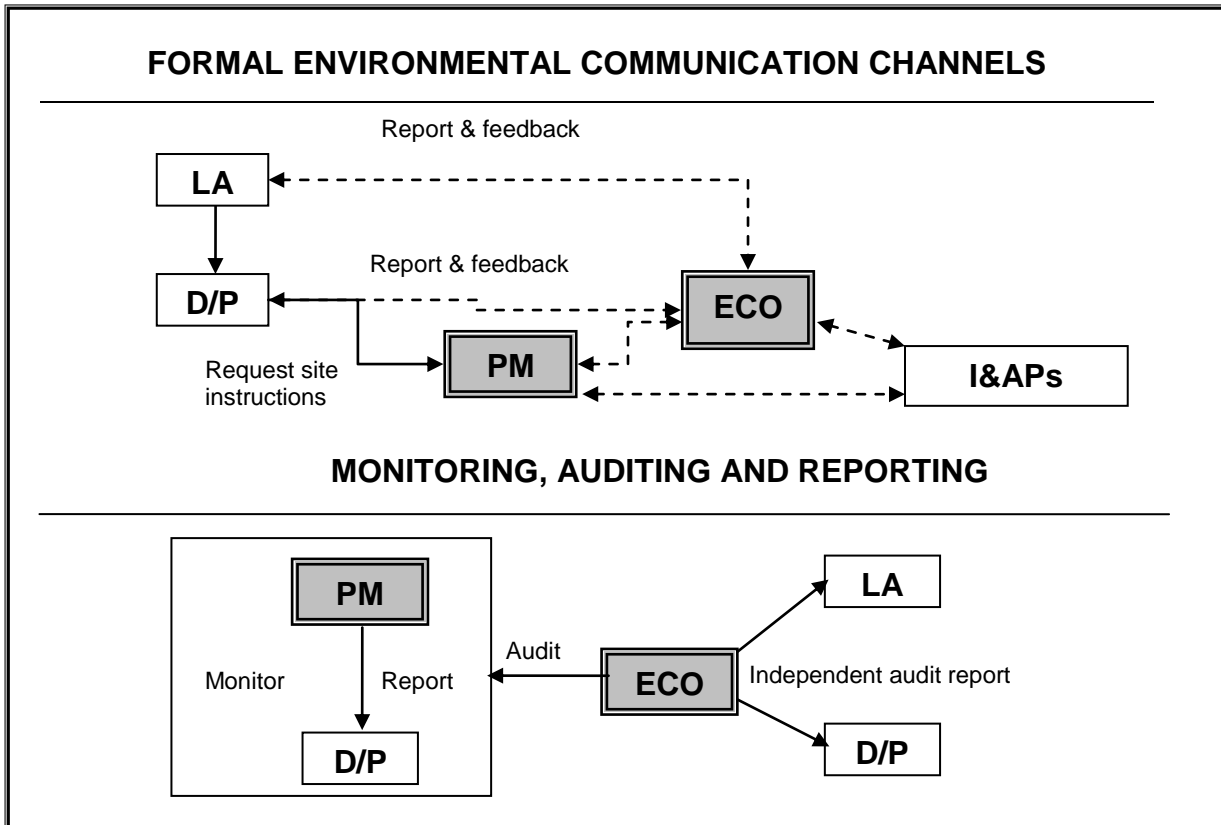 FORMAL ENVIRONMENTAL COMMUNICATION CHANNELS
Report & feedback
LA
Report & feedback
D/P
ECO
PM
I&APs
Request site
instructions
MONITORING, AUDITING AND REPORTING
PM
LA
Audit
Monitor
Report
ECO
Independent audit report
D/P
D/P